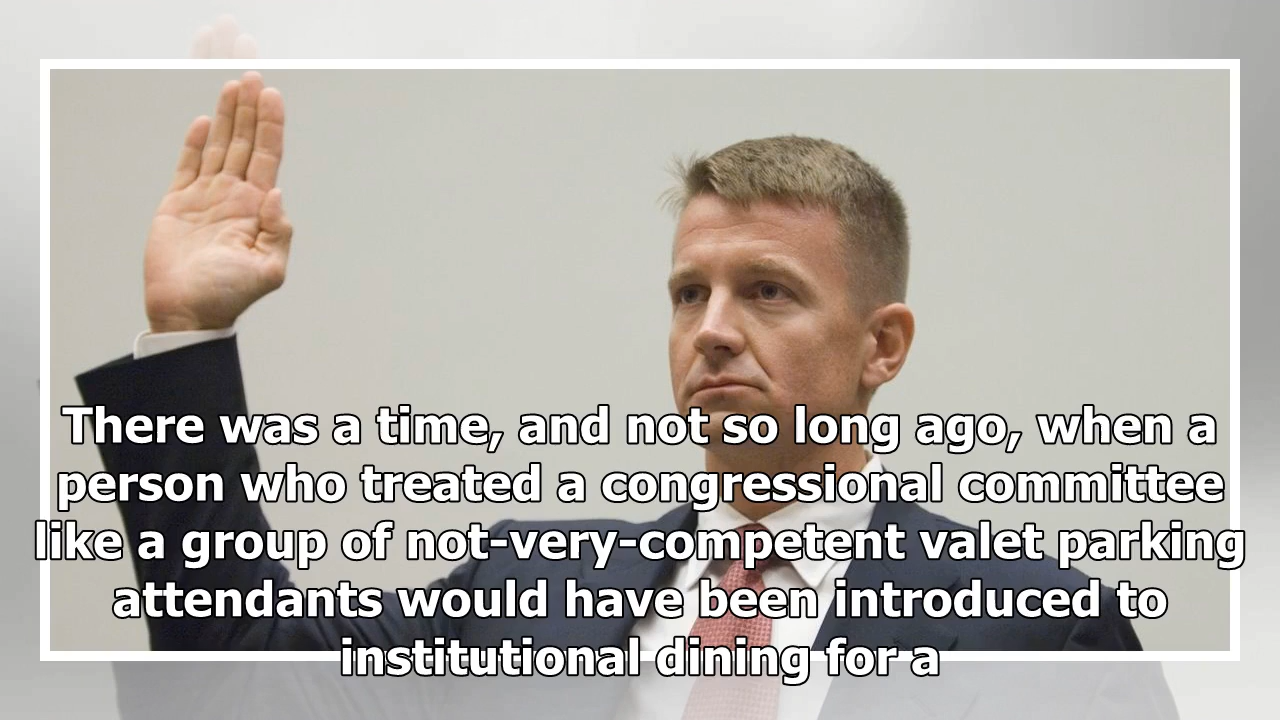 There was a time, and not so long ago, when a
person who treated a congressional committee
like a group of not-very-competent valet parking
attendants would have been introduced to
institutional dining for a